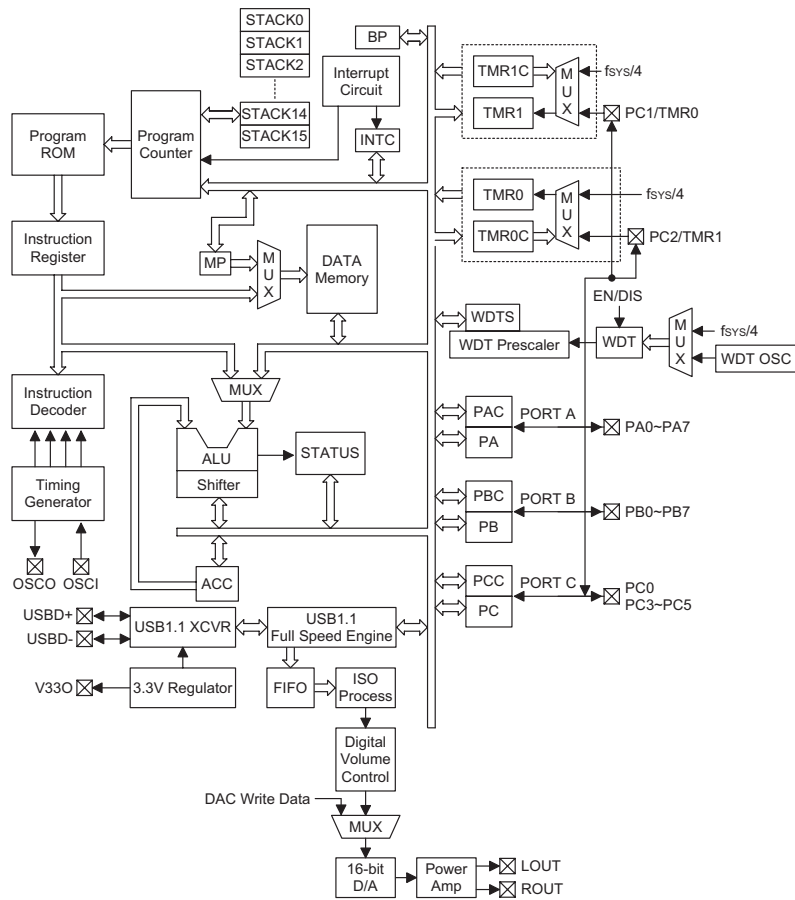 STACK0
STACK1
STACK2
STACK14
STACK15
BP
Interrupt
Circuit
INTC
Program
ROM
Program
Counter
Instruction
Register
MP
M
U
X
DATA
Memory
TMR1C
TMR1
M
U
X
fSYS/4
PC1/TMR0
TMR0
TMR0C
M
U
X
fSYS/4
PC2/TMR1
EN/DIS
WDTS
WDT Prescaler
WDT
M
U
X
fSYS/4
WDT OSC
Instruction
Decoder
MUX
ALU
Shifter
STATUS
Timing
Generator
OSCO
OSCI
ACC
PAC
PA
PORT A
PA0~PA7
PBC
PB
PORT B
PB0~PB7
PCC
PC
PORT C
PC0
PC3~PC5
USBD+
USBD-
USB1.1 XCVR
USB1.1
Full Speed Engine
V33O
3.3V Regulator
FIFO
ISO
Process
Digital
Volume
Control
DAC Write Data
MUX
16-bit
D/A
Power
Amp
LOUT
ROUT